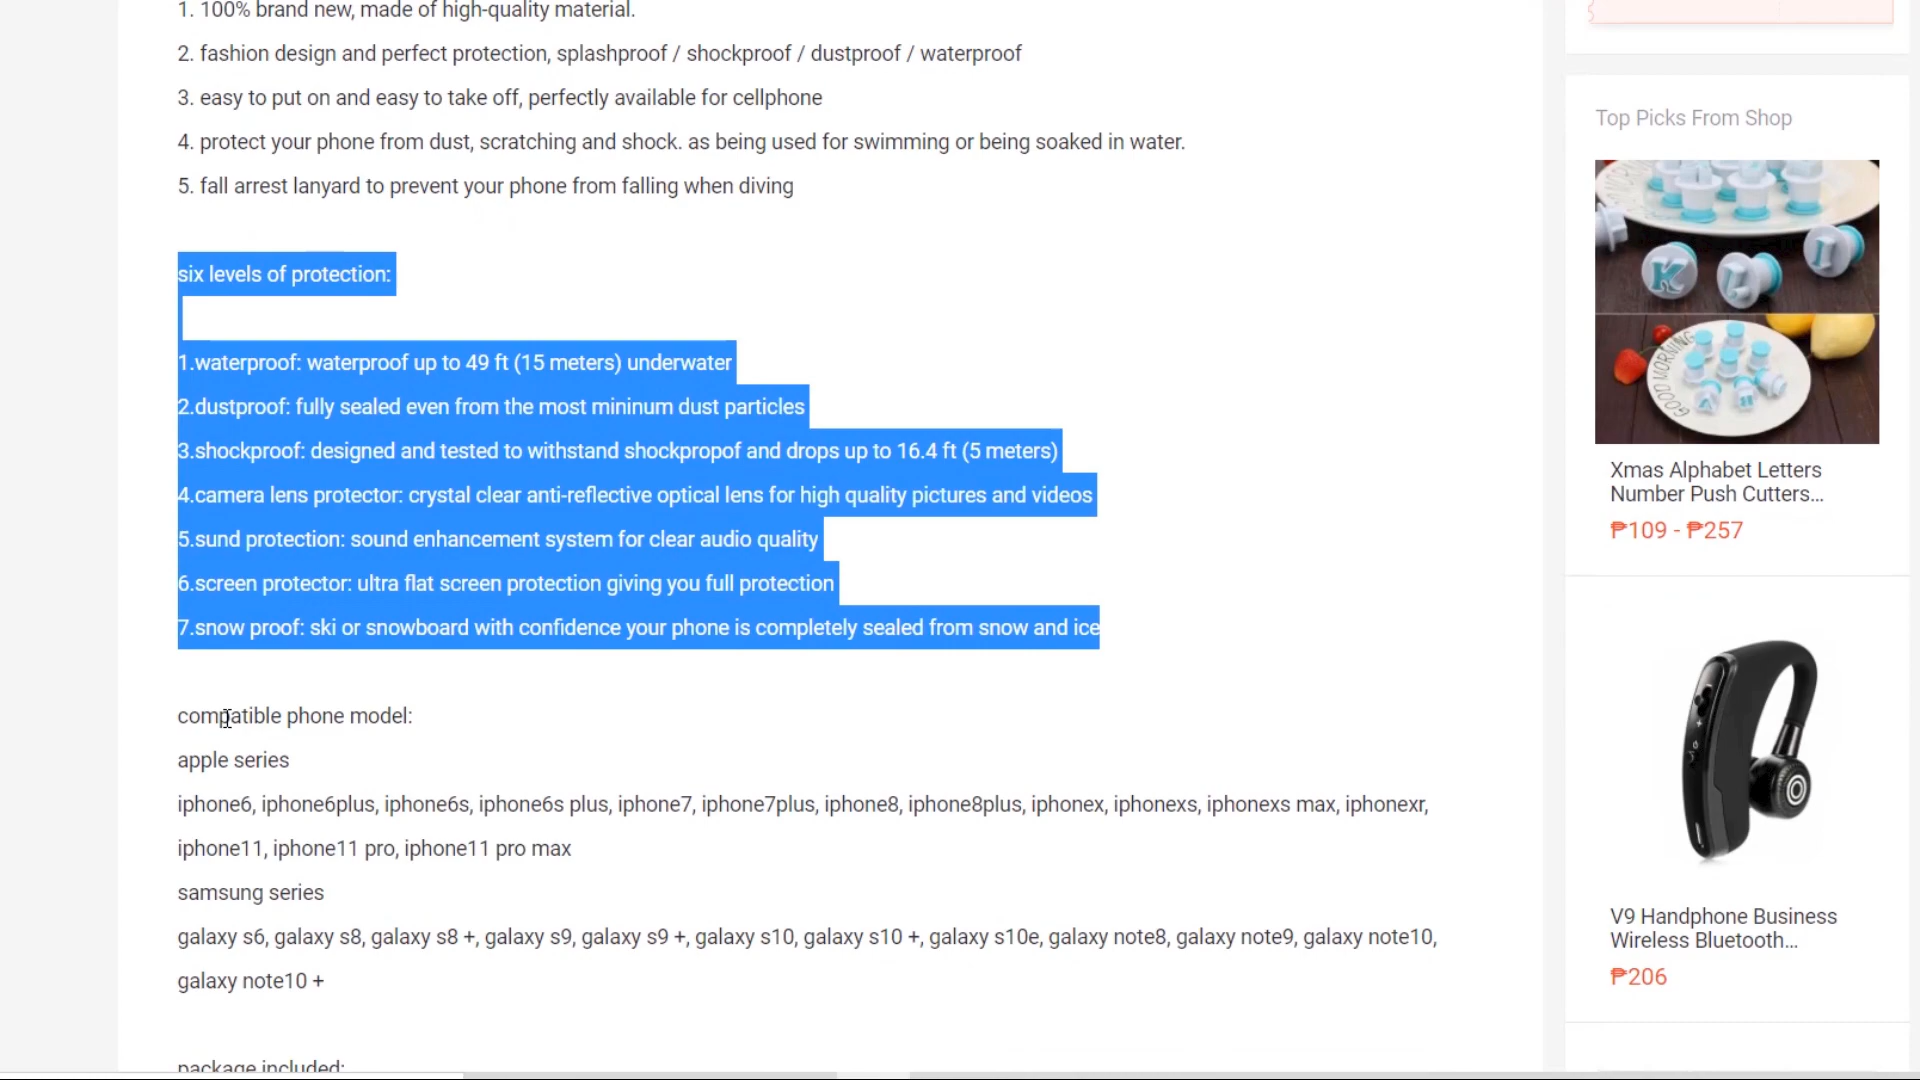 1. 100% brand new, made of high-quality material.
2. fashion design and perfect protection, splashproof / shockproof / dustproof / waterproof
3. easy to put on and easy to take off, perfectly available for cellphone
4. protect your phone from dust, scratching and shock. as being used for swimming or being soaked in water.
5. fall arrest lanyard to prevent your phone from falling when diving
six levels of protection:
1.waterproof: waterproof up to 49 ft (15 meters) underwater
2.dustproof: fully sealed even from the most mininum dust particles
3.shockproof: designed and tested to withstand shockpropof and drops up to 16.4 ft (5 meters)
4.camera lens protector: crystal clear anti-reflective optical lens for high quality pictures and videos
5.sund protection: sound enhancement system for clear audio quality
6.screen protector: ultra flat screen protection giving you full protection
7.snow proof: ski or snowboard with confidence your phone is completely sealed from snow and ice
compatible phone model:
apple series
iphone6, iphone6plus, iphone6s, iphone6s plus, iphone7, iphone7plus, iphone8, iphone8plus, iphonex, iphonexs, iphonexs max, iphonexr,
iphone11, iphone11 pro, iphone11 pro max
samsung series
galaxy s6, galaxy s8, galaxy s8 +, galaxy s9, galaxy s9 +, galaxy s10, galaxy s10 +, galaxy s10e, galaxy note8, galaxy note9, galaxy note10,
galaxy note10 +
package included:
Top Picks From Shop
K
I
GOOD MORNING
Xmas Alphabet Letters
Number Push Cutters...
₱109 - ₱257
V9 Handphone Business
Wireless Bluetooth...
₱206